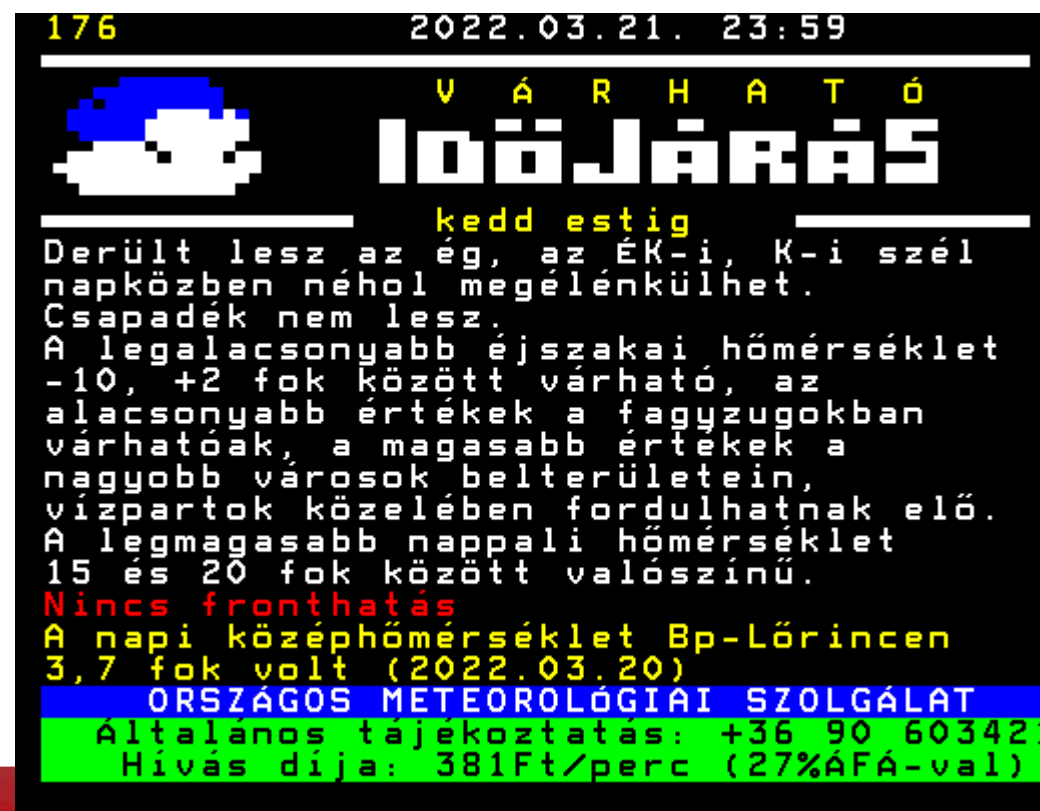 176 2022.03.21. 23:59
VÁRHATÓ
IDŐJÁRÁS
kedd estig
Derült lesz az ég, az ÉK-i, K-i szél
napközben néhol megélénkülhet.
Csapadék nem lesz.
A legalacsonyabb éjszakai hőmérséklet
-10, +2 fok között várható, az
alacsonyabb értékek a fagyzugokban
várhatóak, a magasabb értékek a
nagyobb városok belterületein,
vízpartok közelében fordulhatnak elő.
A legmagasabb nappali hőmérséklet
15 és 20 fok között valószínű.
Nincs fronthatás
A napi középhőmérséklet Bp-Lőrincen
3,7 fok volt (2022.03.20)
ORSZÁGOS METEOROLÓGIAI SZOLGÁLAT
Általános tájékoztatás: +36 90 603421
Hívás díja: 381Ft/perc (27%ÁFÁ-val)